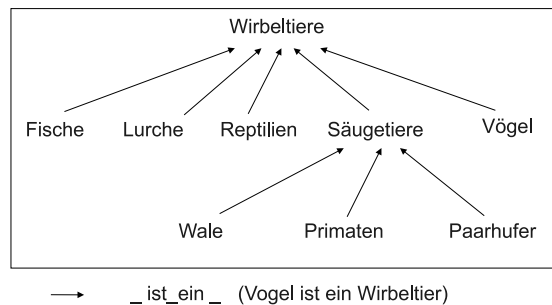 Wirbeltiere
Fische Lurche Reptilien Säugetiere Vögel
Wale Primaten Paarhufer
_ ist_ein _ (Vogel ist ein Wirbeltier)